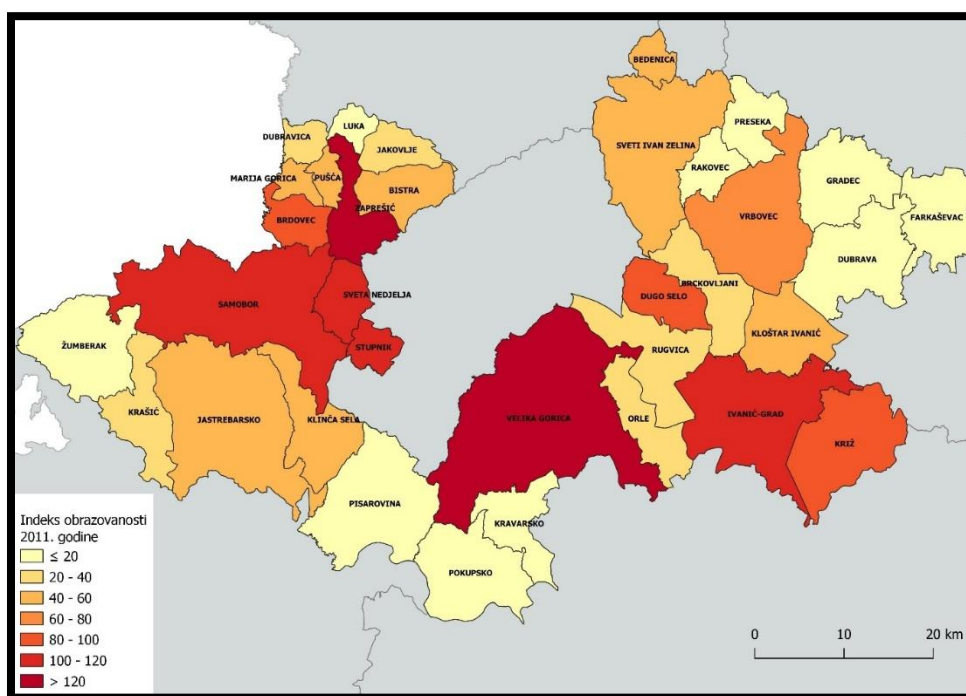 BEDENICA
LUKA
PRESEKA
DUBRAVICA
JAKOVLJE
SVETI IVAN ZELINA
RAKOVEC
GRADEC
MARIJA GORICA
PUŠĆA
BISTRA
ZAPREŠIĆ
VRBOVEC
FARKAŠEVAC
BRDOVEC
DUBRAVA
BRCKOVLJANI
SAMOBOR
SVETA NEDJELJA
DUGO SELO
KLOŠTAR IVANIĆ
STUPNIK
RUGVICA
ŽUMBERAK
KRAŠIĆ
JASTREBARSKO
KLINČA SELA
VELIKA GORICA
ORLE
IVANIĆ-GRAD
KRIŽ
PISAROVINA
KRAVARSKO
POKUPSKO
Indeks obrazovanosti
2011. godine
≤ 20
20 - 40
40 - 60
60 - 80
80 - 100
100 - 120
> 120
0 10 20 km